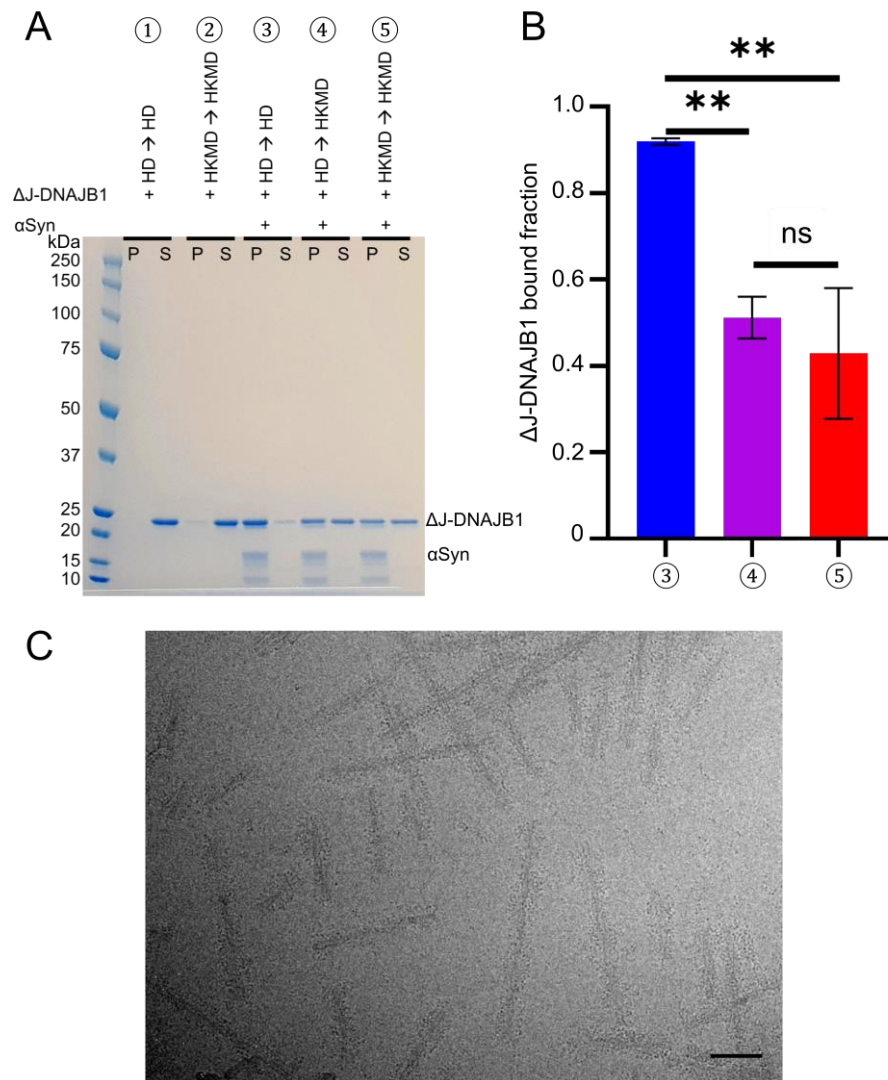 A
① ② ③ ④ ⑤
HD → HD
HKMD → HKMD
HD → HD
HD → HKMD
HKMD → HKMD
ΔJ-DNAJB1 + + + + +
αSyn + + +
kDa
P S P S P S P S P S
250
150
100
75
50
37
25
20
15
10
ΔJ-DNAJB1
αSyn
B
**
**
ns
ΔJ-DNAJB1 bound fraction
1.0
0.8
0.6
0.4
0.2
0
③ ④ ⑤
C